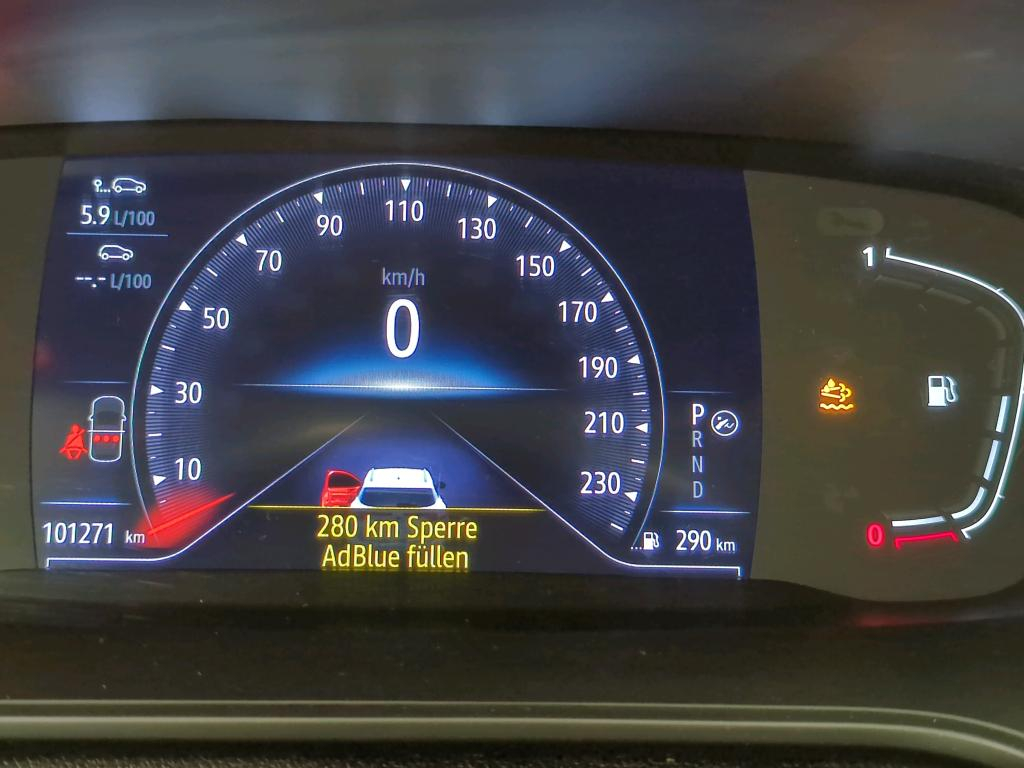 5.9 L/100
--.- L/100
10
30
50
70
90
110
130
150
170
190
210
230
km/h
0
P
R
N
D
1
0
101271 km
280 km Sperre
AdBlue füllen
...290 km